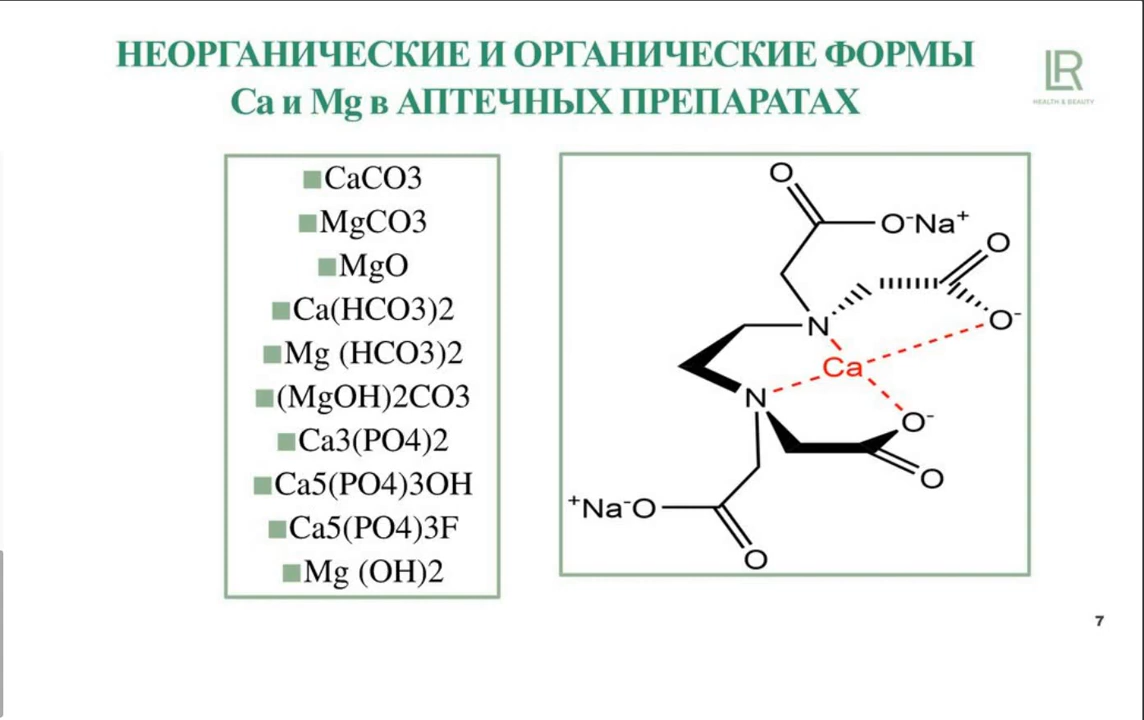 НЕОРГАНИЧЕСКИЕ И ОРГАНИЧЕСКИЕ ФОРМЫ
Ca и Mg в АПТЕЧНЫХ ПРЕПАРАТАХ
LR
HEALTH & BEAUTY
CaCO3
MgCO3
MgO
Ca(HCO3)2
Mg (HCO3)2
(MgOH)2CO3
Ca3(PO4)2
Ca5(PO4)3OH
Ca5(PO4)3F
Mg (OH)2
O
O⁻Na⁺
O
N
O⁻
Ca
N
O⁻
O
⁺Na⁻O
O
7